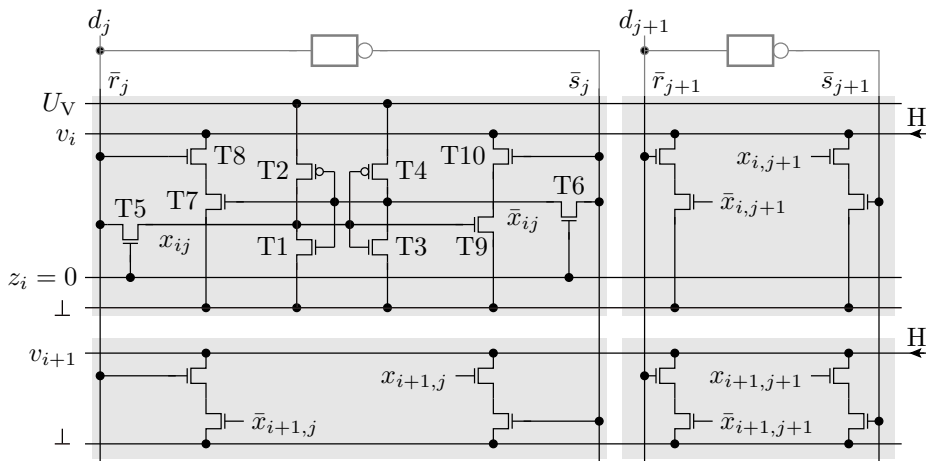 d_j d_{j+1}
r̄_j s̄_j r̄_{j+1} s̄_{j+1}
U_V
v_i H
T8 T2 T4 T10 x_{i,j+1}
T7 T6 x̄_{i,j+1}
T5 x̄_{ij}
x_{ij} T1 T3 T9
z_i = 0
⊥
v_{i+1} H
x_{i+1,j} x_{i+1,j+1}
x̄_{i+1,j} x̄_{i+1,j+1}
⊥